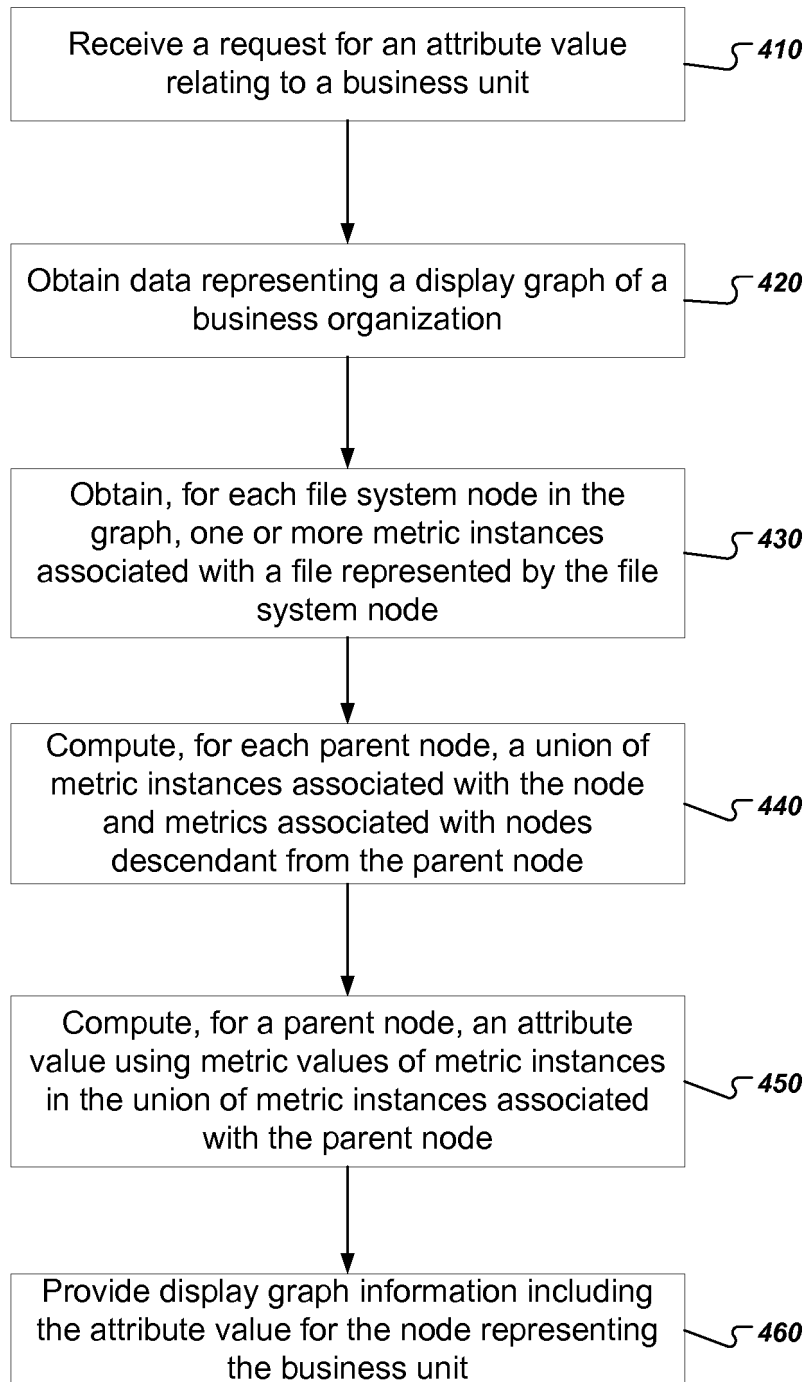 Receive a request for an attribute value
relating to a business unit
410
Obtain data representing a display graph of a
business organization
420
Obtain, for each file system node in the
graph, one or more metric instances
associated with a file represented by the file
system node
430
Compute, for each parent node, a union of
metric instances associated with the node
and metrics associated with nodes
descendant from the parent node
440
Compute, for a parent node, an attribute
value using metric values of metric instances
in the union of metric instances associated
with the parent node
450
Provide display graph information including
the attribute value for the node representing
the business unit
460